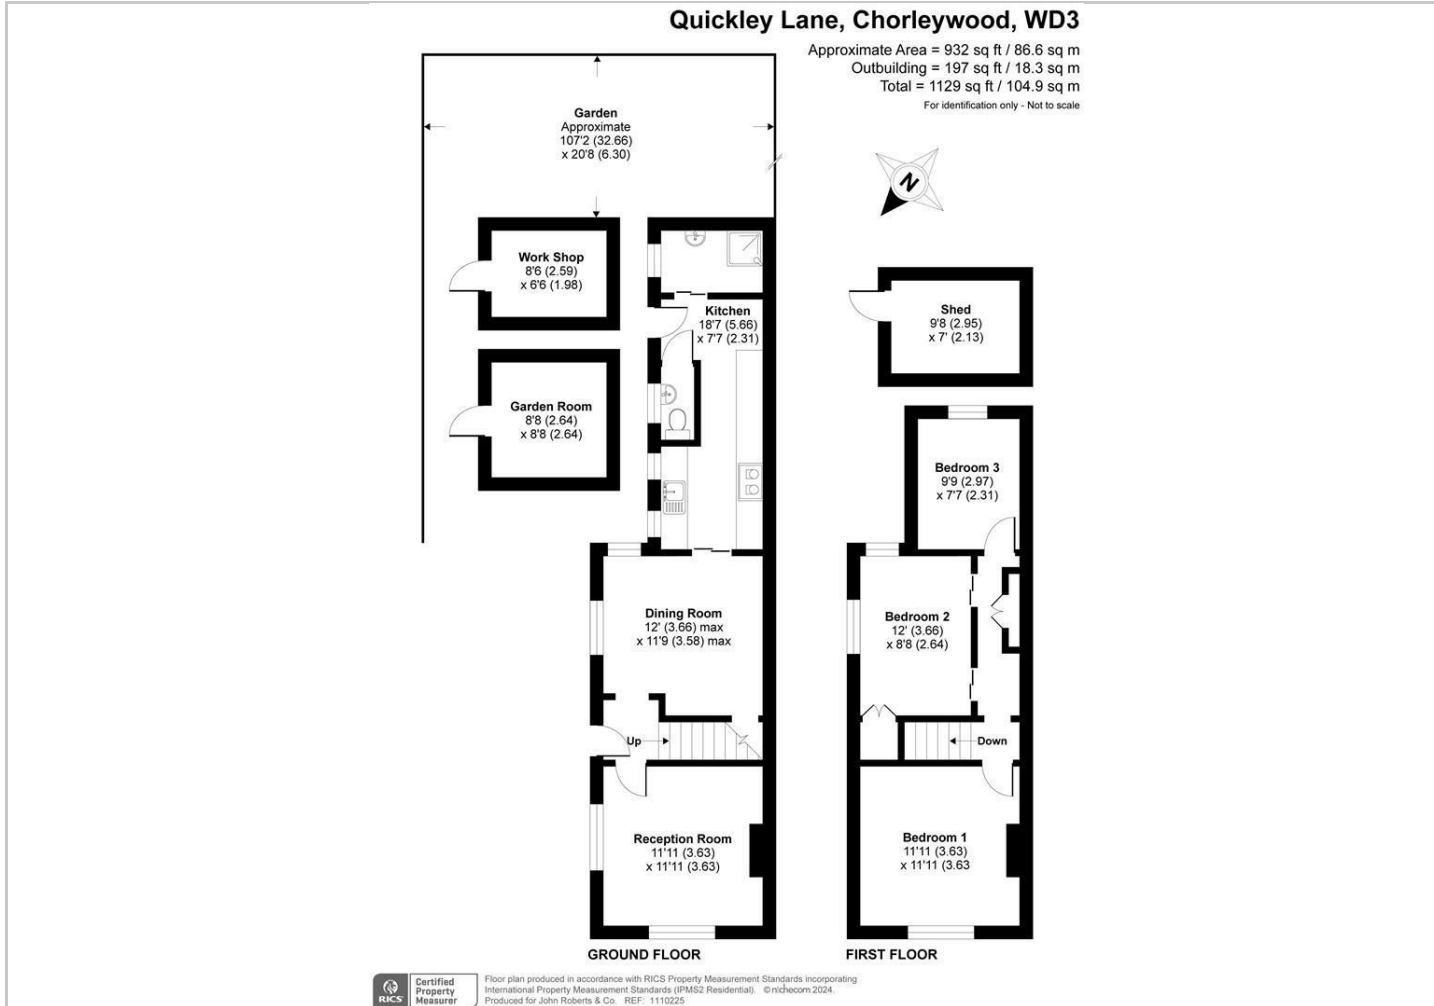 Quickley Lane, Chorleywood, WD3
Approximate Area = 932 sq ft / 86.6 sq m
Outbuilding = 197 sq ft / 18.3 sq m
Total = 1129 sq ft / 104.9 sq m
For identification only - Not to scale
Garden
Approximate
107'2 (32.66)
x 20'8 (6.30)
N
Work Shop
8'6 (2.59)
x 6'6 (1.98)
Kitchen
18'7 (5.66)
x 7'7 (2.31)
Shed
9'8 (2.95)
x 7' (2.13)
Garden Room
8'8 (2.64)
x 8'8 (2.64)
Bedroom 3
9'9 (2.97)
x 7'7 (2.31)
Dining Room
12' (3.66) max
x 11'9 (3.58) max
Bedroom 2
12' (3.66)
x 8'8 (2.64)
Up
Down
Reception Room
11'11 (3.63)
x 11'11 (3.63)
Bedroom 1
11'11 (3.63)
x 11'11 (3.63
GROUND FLOOR
FIRST FLOOR
RICS
Certified
Property
Measurer
Floor plan produced in accordance with RICS Property Measurement Standards incorporating
International Property Measurement Standards (IPMS2 Residential). © nichecom 2024.
Produced for John Roberts & Co. REF: 1110225